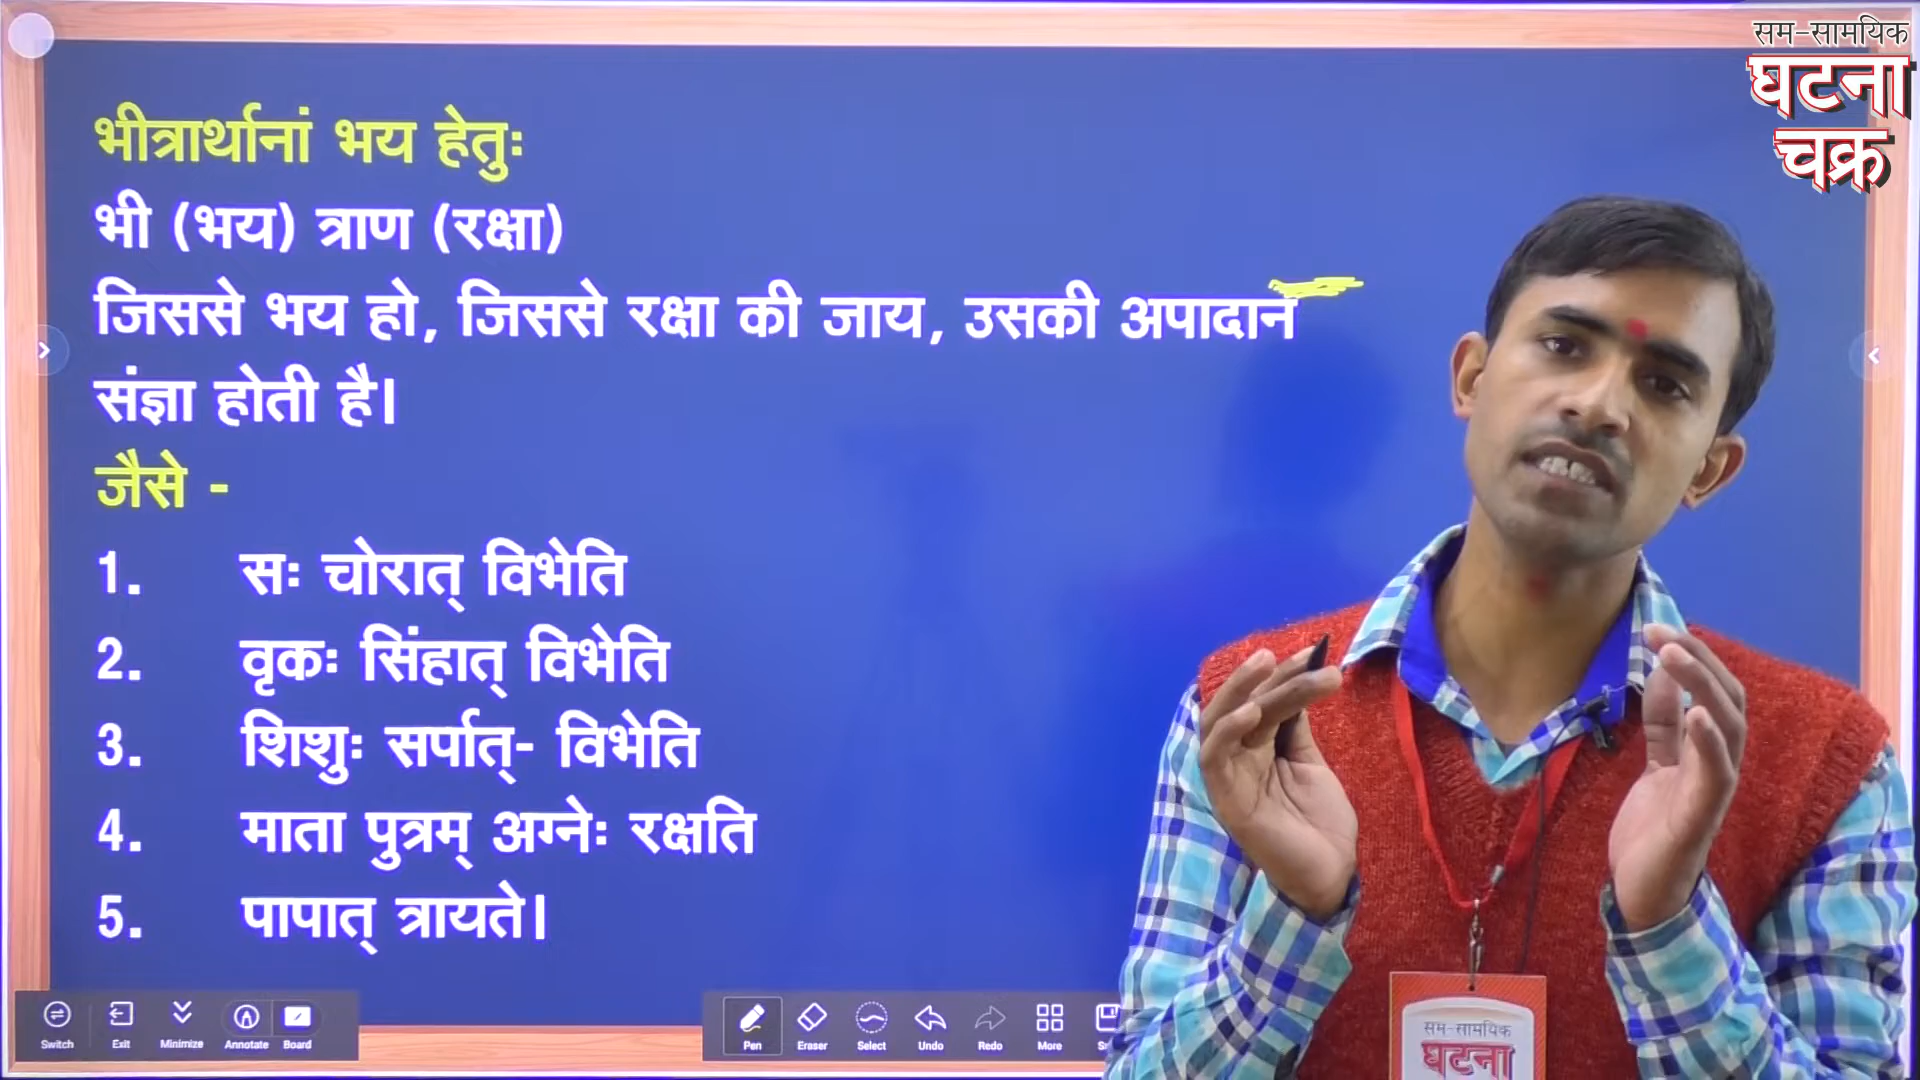 सम-सामयिक
घटना
चक्र
भीत्रार्थानां भय हेतुः
भी (भय) त्राण (रक्षा)
जिससे भय हो, जिससे रक्षा की जाय, उसकी अपादान
संज्ञा होती है।
जैसे -
1. सः चोरात् विभेति
2. वृकः सिंहात् विभेति
3. शिशुः सर्पात्- विभेति
4. माता पुत्रम् अग्नेः रक्षति
5. पापात् त्रायते।
Switch Exit Minimize Annotate Board
Pen Eraser Select Undo Redo More
सम-सामयिक
घटना